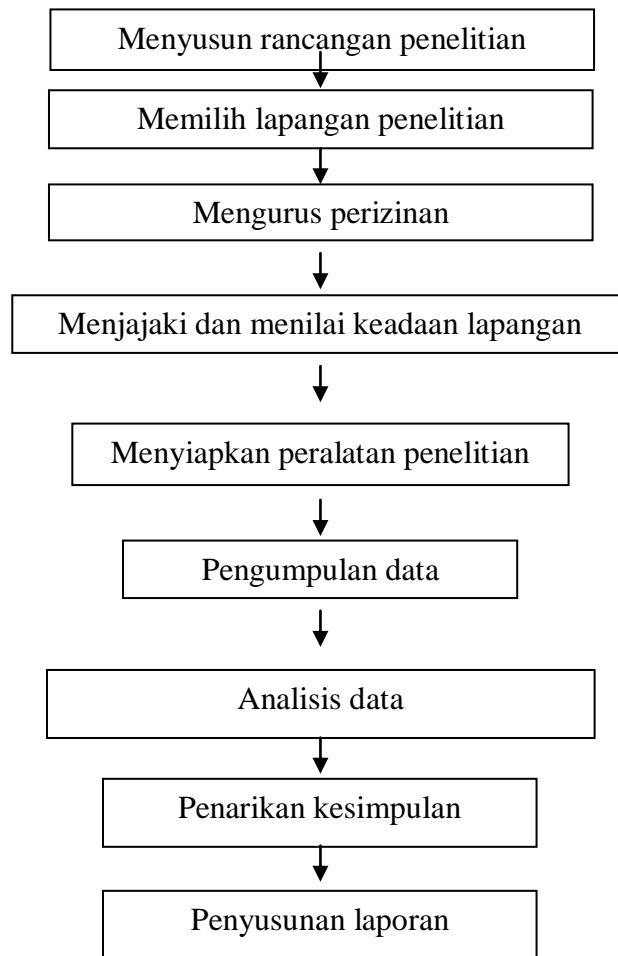 Menyusun rancangan penelitian
Memilih lapangan penelitian
Mengurus perizinan
Menjajaki dan menilai keadaan lapangan
Menyiapkan peralatan penelitian
Pengumpulan data
Analisis data
Penarikan kesimpulan
Penyusunan laporan